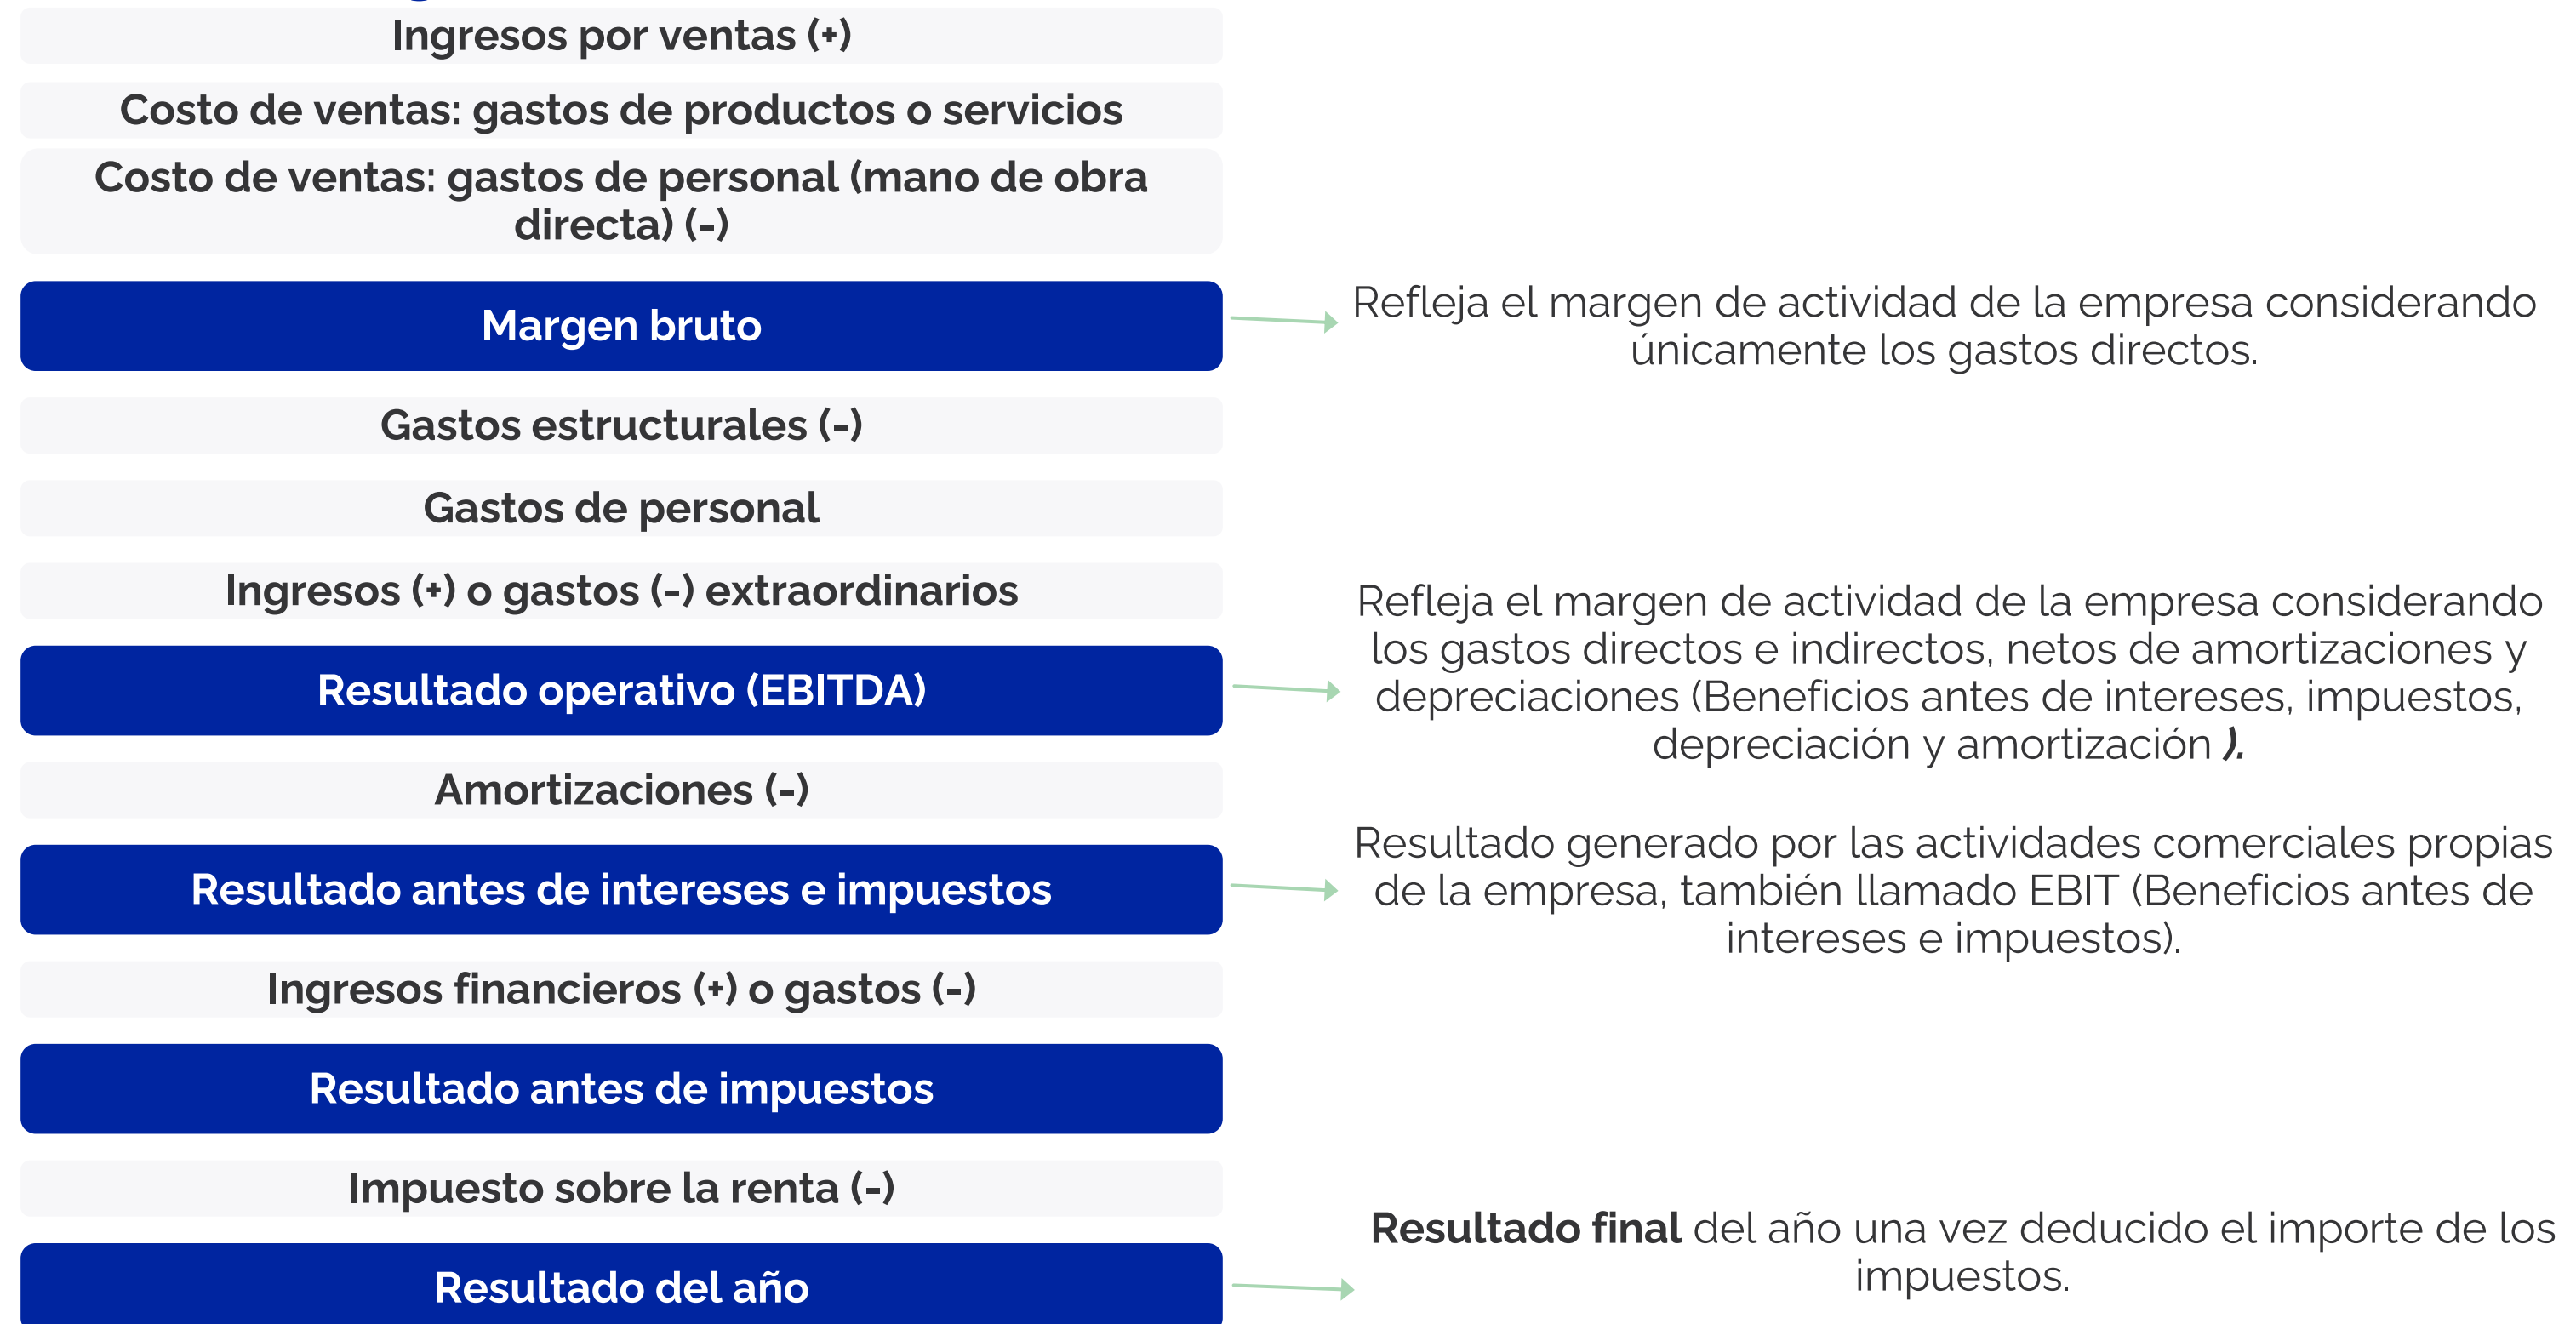 Ingresos por ventas (+)
Costo de ventas: gastos de productos o servicios
Costo de ventas: gastos de personal (mano de obra
directa) (-)
Margen bruto
Refleja el margen de actividad de la empresa considerando
únicamente los gastos directos.
Gastos estructurales (-)
Gastos de personal
Ingresos (+) o gastos (-) extraordinarios
Resultado operativo (EBITDA)
Refleja el margen de actividad de la empresa considerando
los gastos directos e indirectos, netos de amortizaciones y
depreciaciones (Beneficios antes de intereses, impuestos,
depreciación y amortización ).
Amortizaciones (-)
Resultado antes de intereses e impuestos
Resultado generado por las actividades comerciales propias
de la empresa, también llamado EBIT (Beneficios antes de
intereses e impuestos).
Ingresos financieros (+) o gastos (-)
Resultado antes de impuestos
Impuesto sobre la renta (-)
Resultado del año
Resultado final del año una vez deducido el importe de los
impuestos.